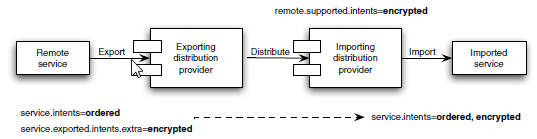 remote.supported.intents=encrypted
Remote
service
Export
Exporting
distribution
provider
Distribute
Importing
distribution
provider
Import
Imported
service
service.intents=ordered
service.exported.intents.extra=encrypted
service.intents=ordered, encrypted